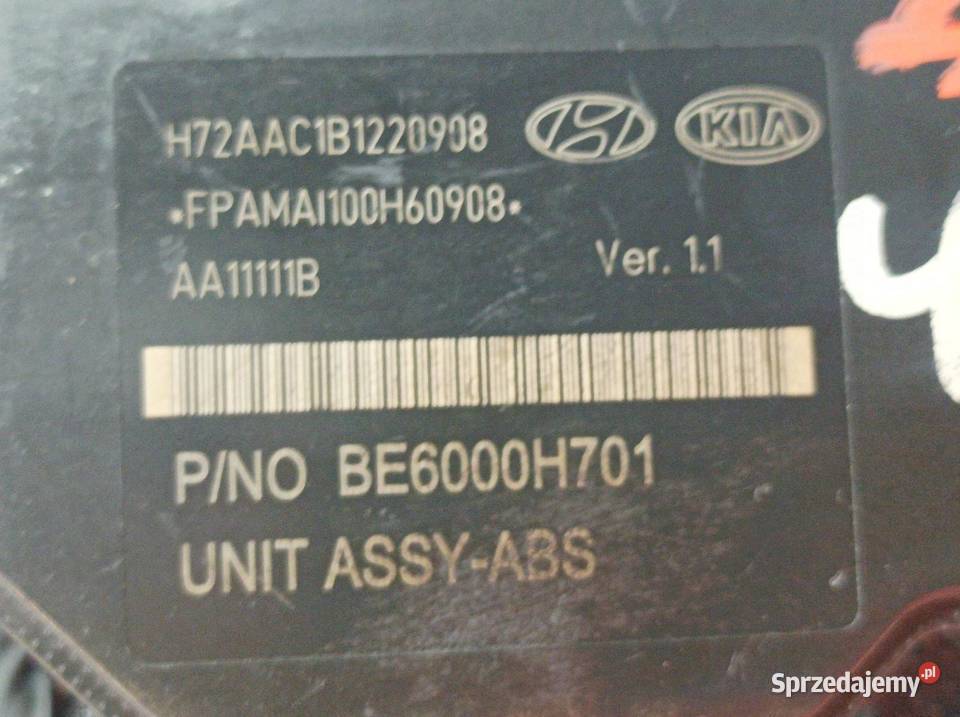 H72AAC1B1220908
KIA
*FPAMAI100H60908*
AA11111B
Ver. 1.1
P/NO BE6000H701
UNIT ASSY-ABS
Sprzedajemy.pl